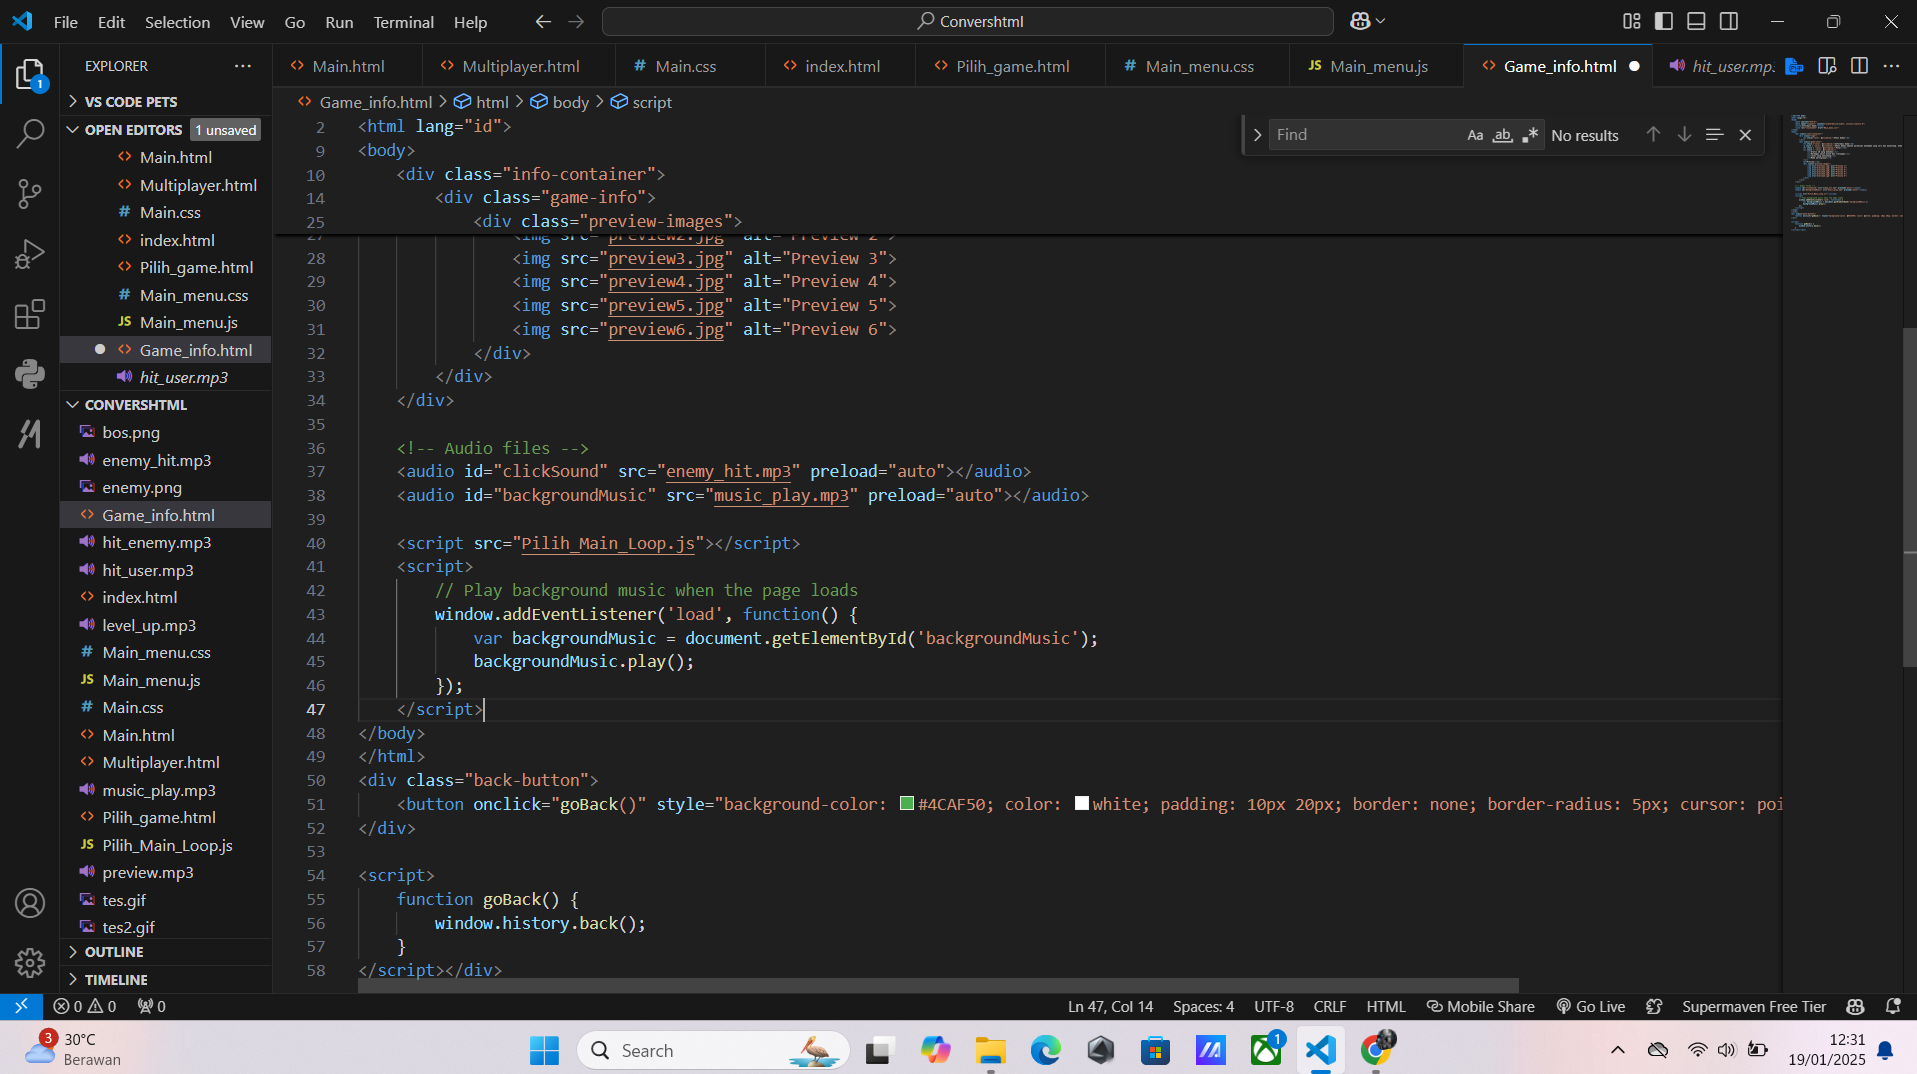 File Edit Selection View Go Run Terminal Help
Convershtml
EXPLORER
VS CODE PETS
OPEN EDITORS 1 unsaved
Main.html
Multiplayer.html
Main.css
index.html
Pilih_game.html
Main_menu.css
Main_menu.js
Game_info.html
hit_user.mp3
CONVERSHTML
bos.png
enemy_hit.mp3
enemy.png
Game_info.html
hit_enemy.mp3
hit_user.mp3
index.html
level_up.mp3
Main_menu.css
Main_menu.js
Main.css
Main.html
Multiplayer.html
music_play.mp3
Pilih_game.html
Pilih_Main_Loop.js
preview.mp3
tes.gif
tes2.gif
OUTLINE
TIMELINE
Main.html Multiplayer.html Main.css index.html Pilih_game.html Main_menu.css Main_menu.js Game_info.html hit_user.mp3
Game_info.html > html > body > script
Find Aa ab No results
2 <html lang="id">
9 <body>
10 <div class="info-container">
14 <div class="game-info">
25 <div class="preview-images">
27 <img src="preview2.jpg" alt="Preview 2">
28 <img src="preview3.jpg" alt="Preview 3">
29 <img src="preview4.jpg" alt="Preview 4">
30 <img src="preview5.jpg" alt="Preview 5">
31 <img src="preview6.jpg" alt="Preview 6">
32 </div>
33 </div>
34 </div>
35
36 <!-- Audio files -->
37 <audio id="clickSound" src="enemy_hit.mp3" preload="auto"></audio>
38 <audio id="backgroundMusic" src="music_play.mp3" preload="auto"></audio>
39
40 <script src="Pilih_Main_Loop.js"></script>
41 <script>
42 // Play background music when the page loads
43 window.addEventListener('load', function() {
44 var backgroundMusic = document.getElementById('backgroundMusic');
45 backgroundMusic.play();
46 });
47 </script>
48 </body>
49 </html>
50 <div class="back-button">
51 <button onclick="goBack()" style="background-color: #4CAF50; color: white; padding: 10px 20px; border: none; border-radius: 5px; cursor: poi
52 </div>
53
54 <script>
55 function goBack() {
56 window.history.back();
57 }
58 </script></div>
0 0 0
Ln 47, Col 14 Spaces: 4 UTF-8 CRLF HTML Mobile Share Go Live Supermaven Free Tier
3 30°C
Berawan
Search
12:31
19/01/2025